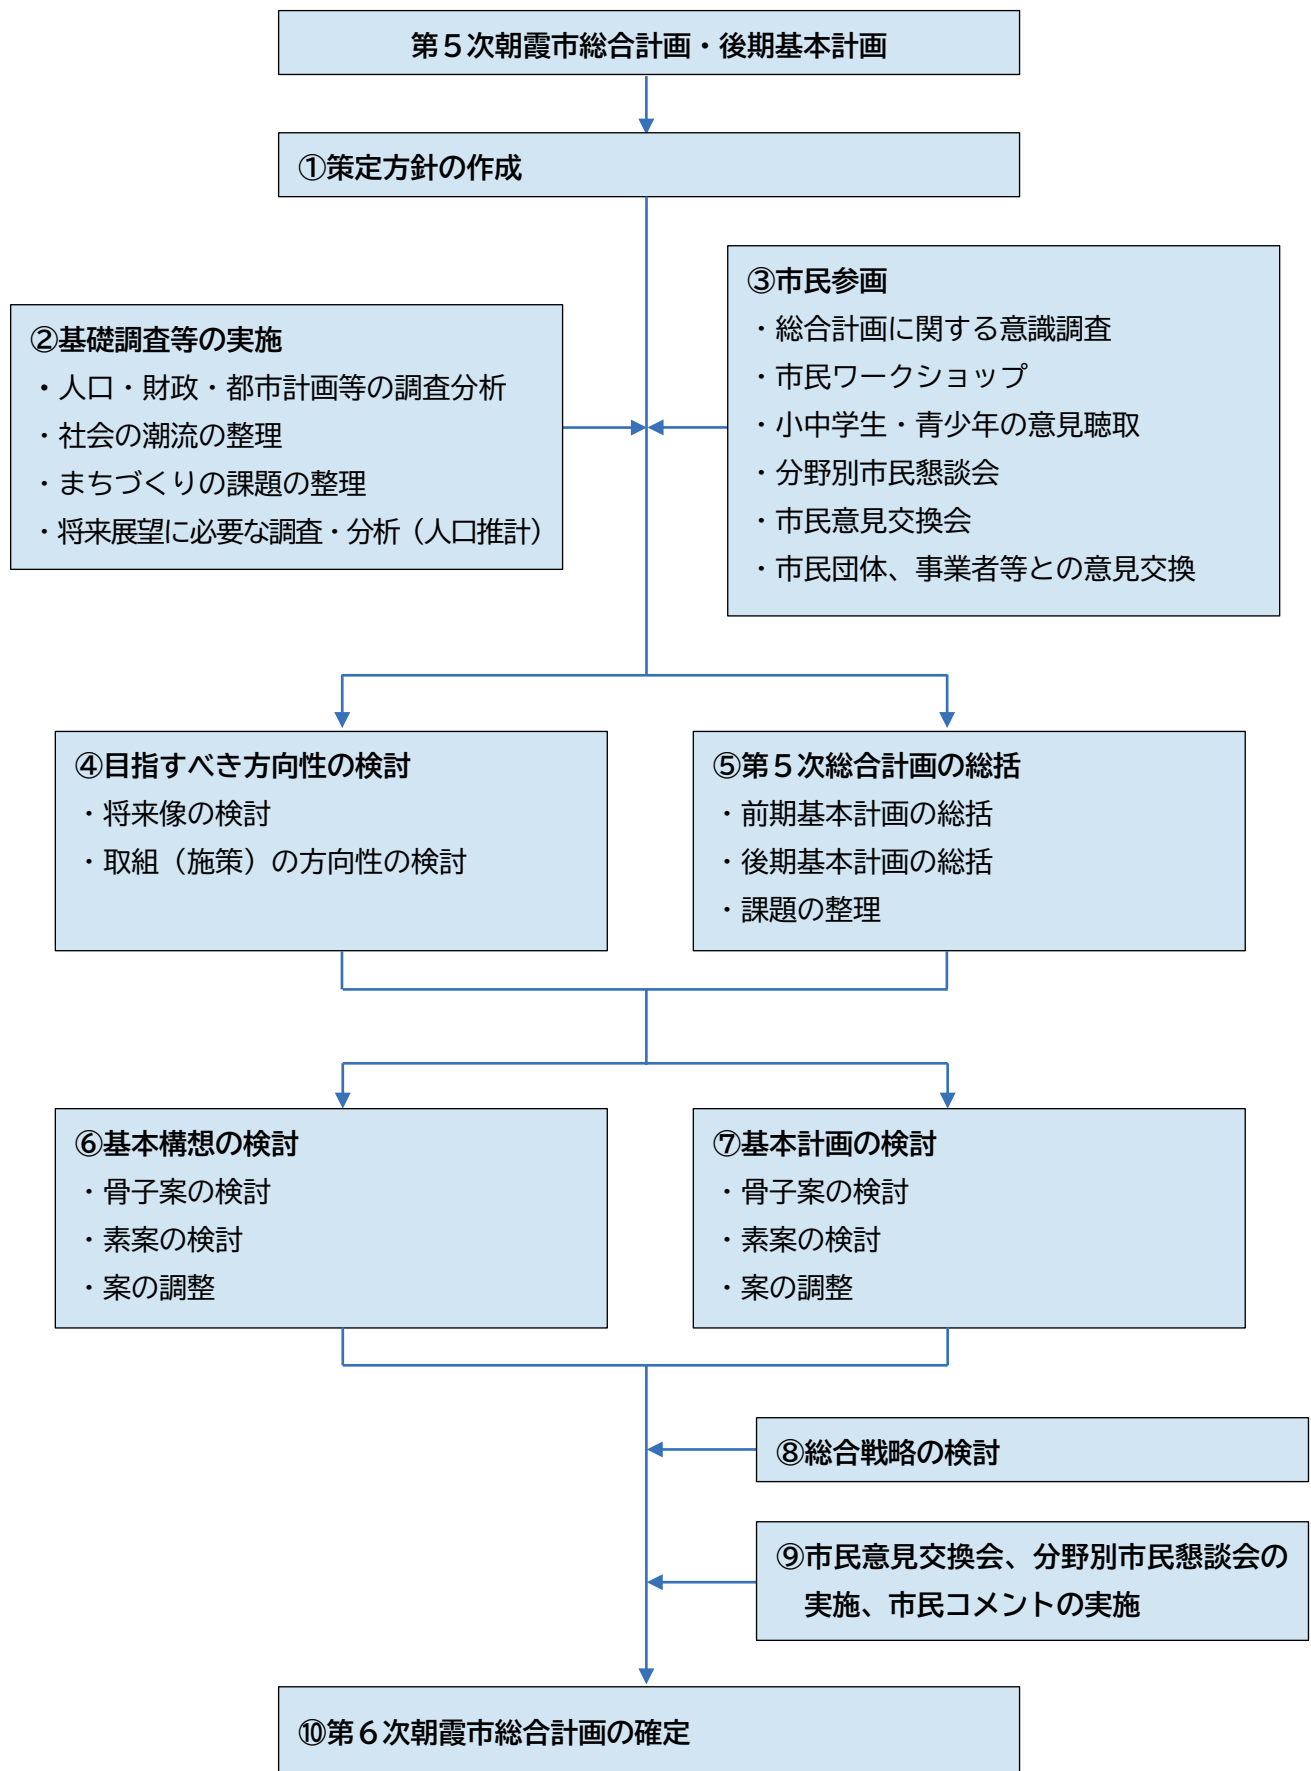 第５次朝霞市総合計画・後期基本計画
①策定方針の作成
②基礎調査等の実施
・人口・財政・都市計画等の調査分析
・社会の潮流の整理
・まちづくりの課題の整理
・将来展望に必要な調査・分析（人口推計）
③市民参画
・総合計画に関する意識調査
・市民ワークショップ
・小中学生・青少年の意見聴取
・分野別市民懇談会
・市民意見交換会
・市民団体、事業者等との意見交換
④目指すべき方向性の検討
・将来像の検討
・取組（施策）の方向性の検討
⑤第５次総合計画の総括
・前期基本計画の総括
・後期基本計画の総括
・課題の整理
⑥基本構想の検討
・骨子案の検討
・素案の検討
・案の調整
⑦基本計画の検討
・骨子案の検討
・素案の検討
・案の調整
⑧総合戦略の検討
⑨市民意見交換会、分野別市民懇談会の
実施、市民コメントの実施
⑩第６次朝霞市総合計画の確定